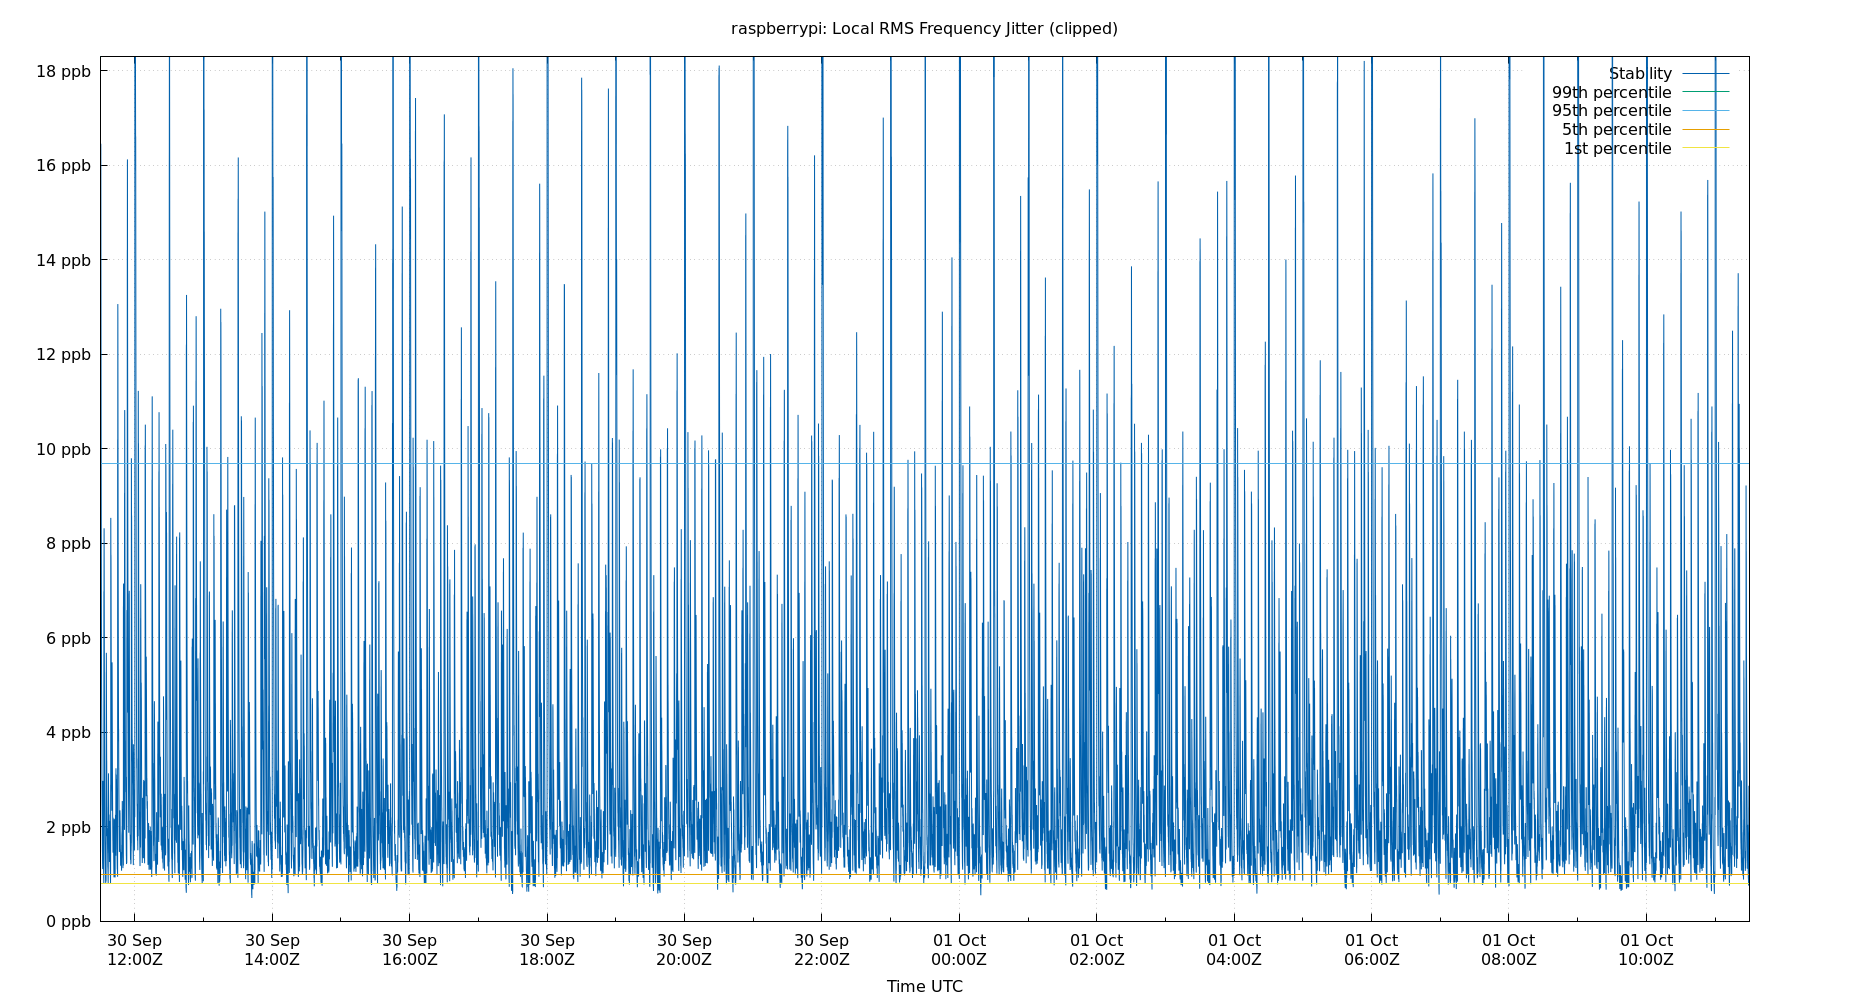 raspberrypi: Local RMS Frequency Jitter (clipped)
18 ppb
16 ppb
14 ppb
12 ppb
10 ppb
8 ppb
6 ppb
4 ppb
2 ppb
0 ppb
Stability
99th percentile
95th percentile
5th percentile
1st percentile
30 Sep 30 Sep 30 Sep 30 Sep 30 Sep 30 Sep 01 Oct 01 Oct 01 Oct 01 Oct 01 Oct 01 Oct
12:00Z 14:00Z 16:00Z 18:00Z 20:00Z 22:00Z 00:00Z 02:00Z 04:00Z 06:00Z 08:00Z 10:00Z
Time UTC